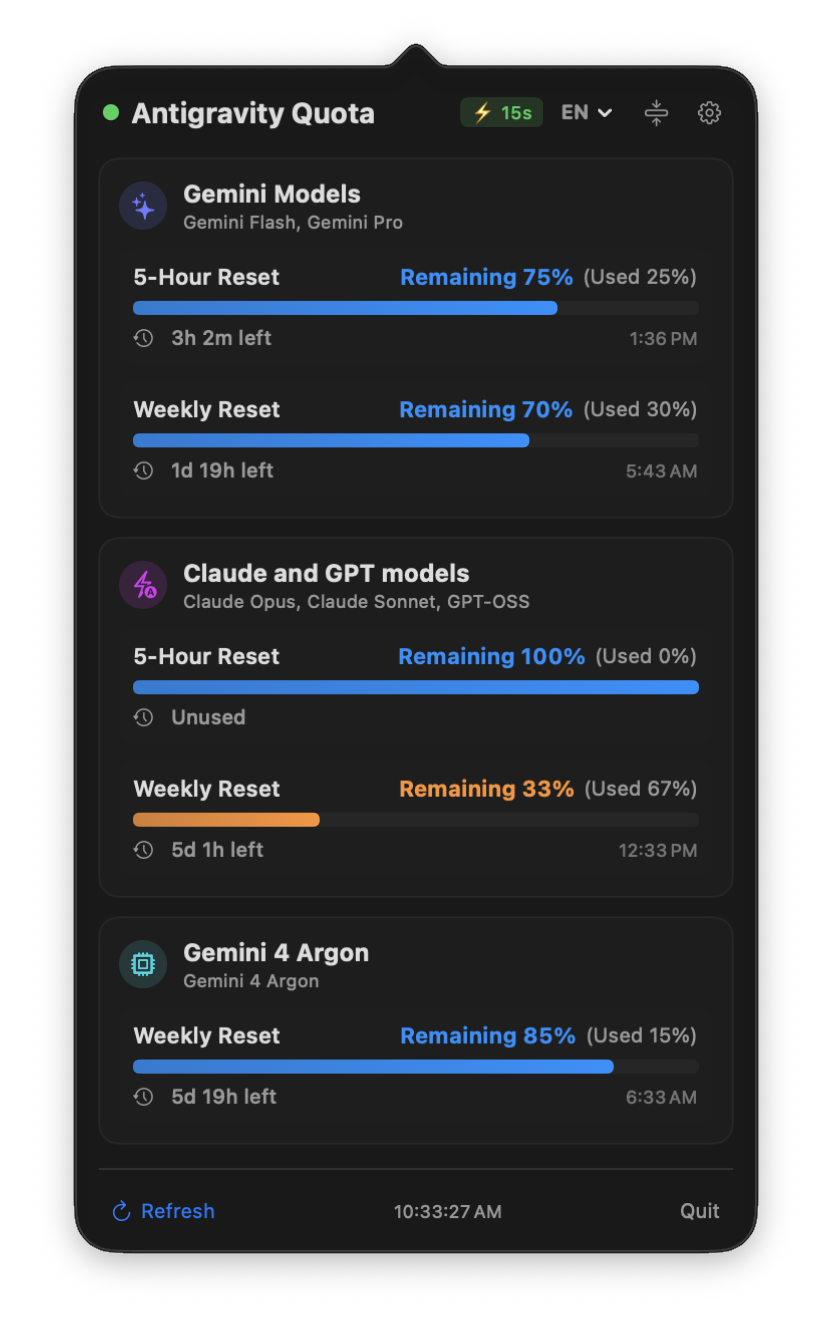 Antigravity Quota ⚡ 15s EN
Gemini Models
Gemini Flash, Gemini Pro
5-Hour Reset Remaining 75% (Used 25%)
3h 2m left 1:36 PM
Weekly Reset Remaining 70% (Used 30%)
1d 19h left 5:43 AM
Claude and GPT models
Claude Opus, Claude Sonnet, GPT-OSS
5-Hour Reset Remaining 100% (Used 0%)
Unused
Weekly Reset Remaining 33% (Used 67%)
5d 1h left 12:33 PM
Gemini 4 Argon
Gemini 4 Argon
Weekly Reset Remaining 85% (Used 15%)
5d 19h left 6:33 AM
Refresh 10:33:27 AM Quit